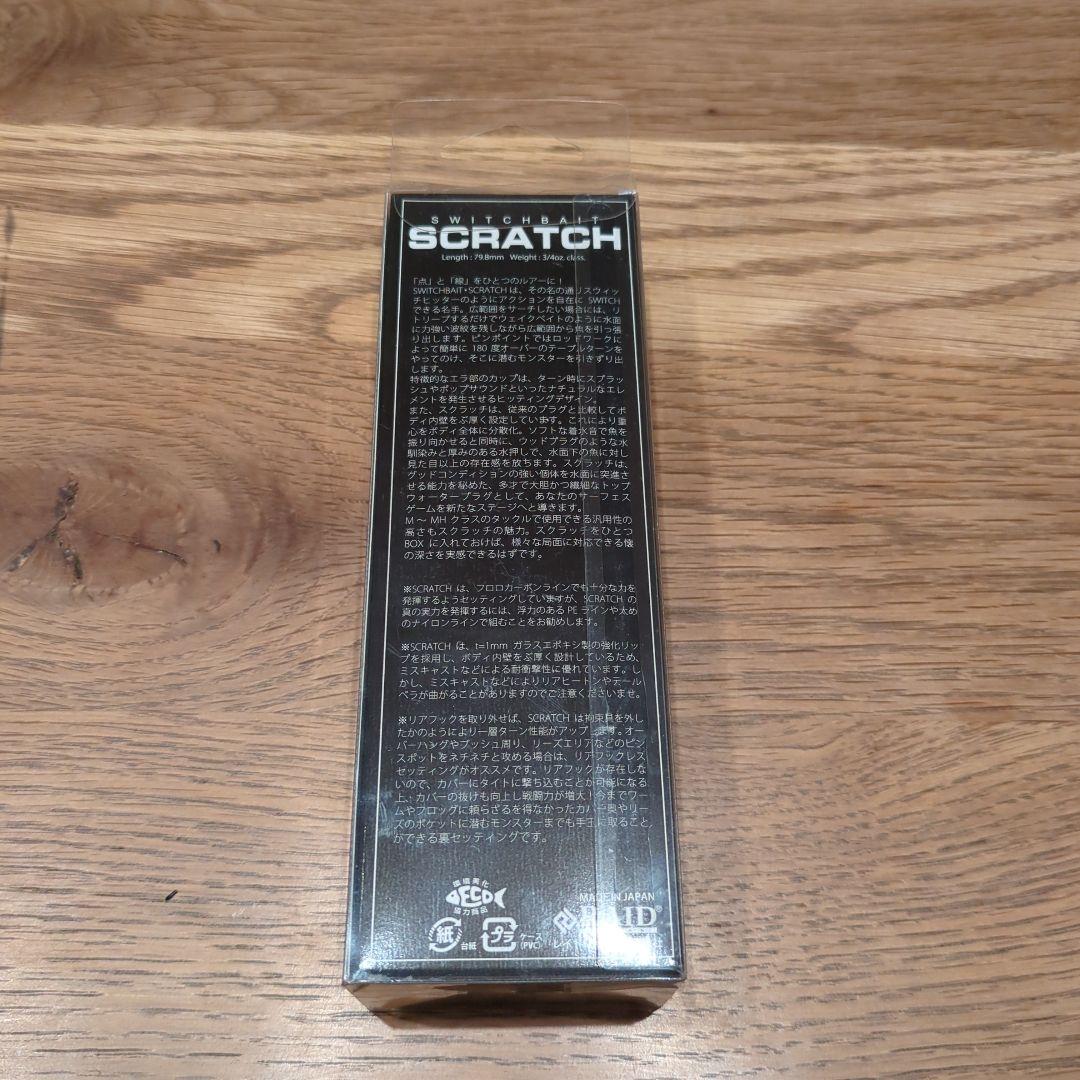 SWITCHBAIT
SCRATCH
Length : 79.8mm Weight : 3/4oz. class.
「点」と「線」をひとつのルアーに！
SWITCHBAIT・SCRATCHは、その名の通りスウィッ
チヒッターのようにアクションを自在に SWITCH
できる名手。広範囲をサーチしたい場合には、リ
トリーブするだけでウェイクベイトのように水面
に力強い波紋を残しながら広範囲から魚を引っ張
り出します。ピンポイントではロッドワークに
よって簡単に 180 度オーバーのテーブルターンを
やってのけ、そこに潜むモンスターを引きずり出
します。
特徴的なエラ部のカップは、ターン時にスプラッ
シュやポップサウンドといったナチュラルなエレ
メントを発生させるヒッティングデザイン。
また、スクラッチは、従来のプラグと比較してボ
ディ内壁をぶ厚く設定しています。これにより重
心をボディ全体に分散化。ソフトな着水音で魚を
振り向かせると同時に、ウッドプラグのような水
馴染みと厚みのある水押しで、水面下の魚に対し
見た目以上の存在感を放ちます。スクラッチは、
グッドコンディションの強い個体を水面に突進さ
せる能力を秘めた、多才で大胆かつ繊細なトップ
ウォータープラグとして、あなたのサーフェス
ゲームを新たなステージへと導きます。
M ～ MH クラスのタックルで使用できる汎用性の
高さもスクラッチの魅力。スクラッチをひとつ
BOX に入れておけば、様々な局面に対応できる懐
の深さを実感できるはずです。
※SCRATCH は、フロロカーボンラインでも十分な力を
発揮するようセッティングしていますが、SCRATCH の
真の実力を発揮するには、浮力のある PE ラインや太め
のナイロンラインで組むことをお勧めします。
※SCRATCH は、t=1mm ガラスエポキシ製の強化リッ
プを採用し、ボディ内壁をぶ厚く設計しているため、
ミスキャストなどによる耐衝撃性に優れています。し
かし、ミスキャストなどによりリアヒートンやテール
ペラが曲がることがありますのでご注意くださいませ。
※リアフックを取り外せば、SCRATCH は拘束具を外し
たかのようにより一層ターン性能がアップします。オー
バーハングやブッシュ周り、リーズエリアなどのピン
スポットをネチネチと攻める場合は、リアフックレス
セッティングがオススメです。リアフックが存在しな
いので、カバーにタイトに撃ち込むことが可能になる
上、カバーの抜けも向上し戦闘力が増大！今までワー
ムやフロッグに頼らざるを得なかったカバー奥やリー
ズのポケットに潜むモンスターまでも手玉に取ること
ができる裏セッティングです。
環境美化
ECO
協力商品
紙 台紙
プラ ケース
(PVC)
MADE IN JAPAN
レイ